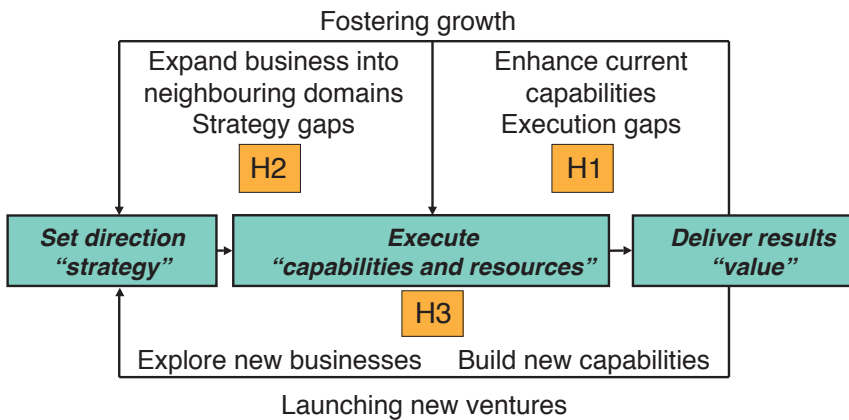 Fostering growth
Expand business into
neighbouring domains
Strategy gaps
H2
Enhance current
capabilities
Execution gaps
H1
Set direction
“strategy”
Execute
“capabilities and resources”
Deliver results
“value”
H3
Explore new businesses
Build new capabilities
Launching new ventures